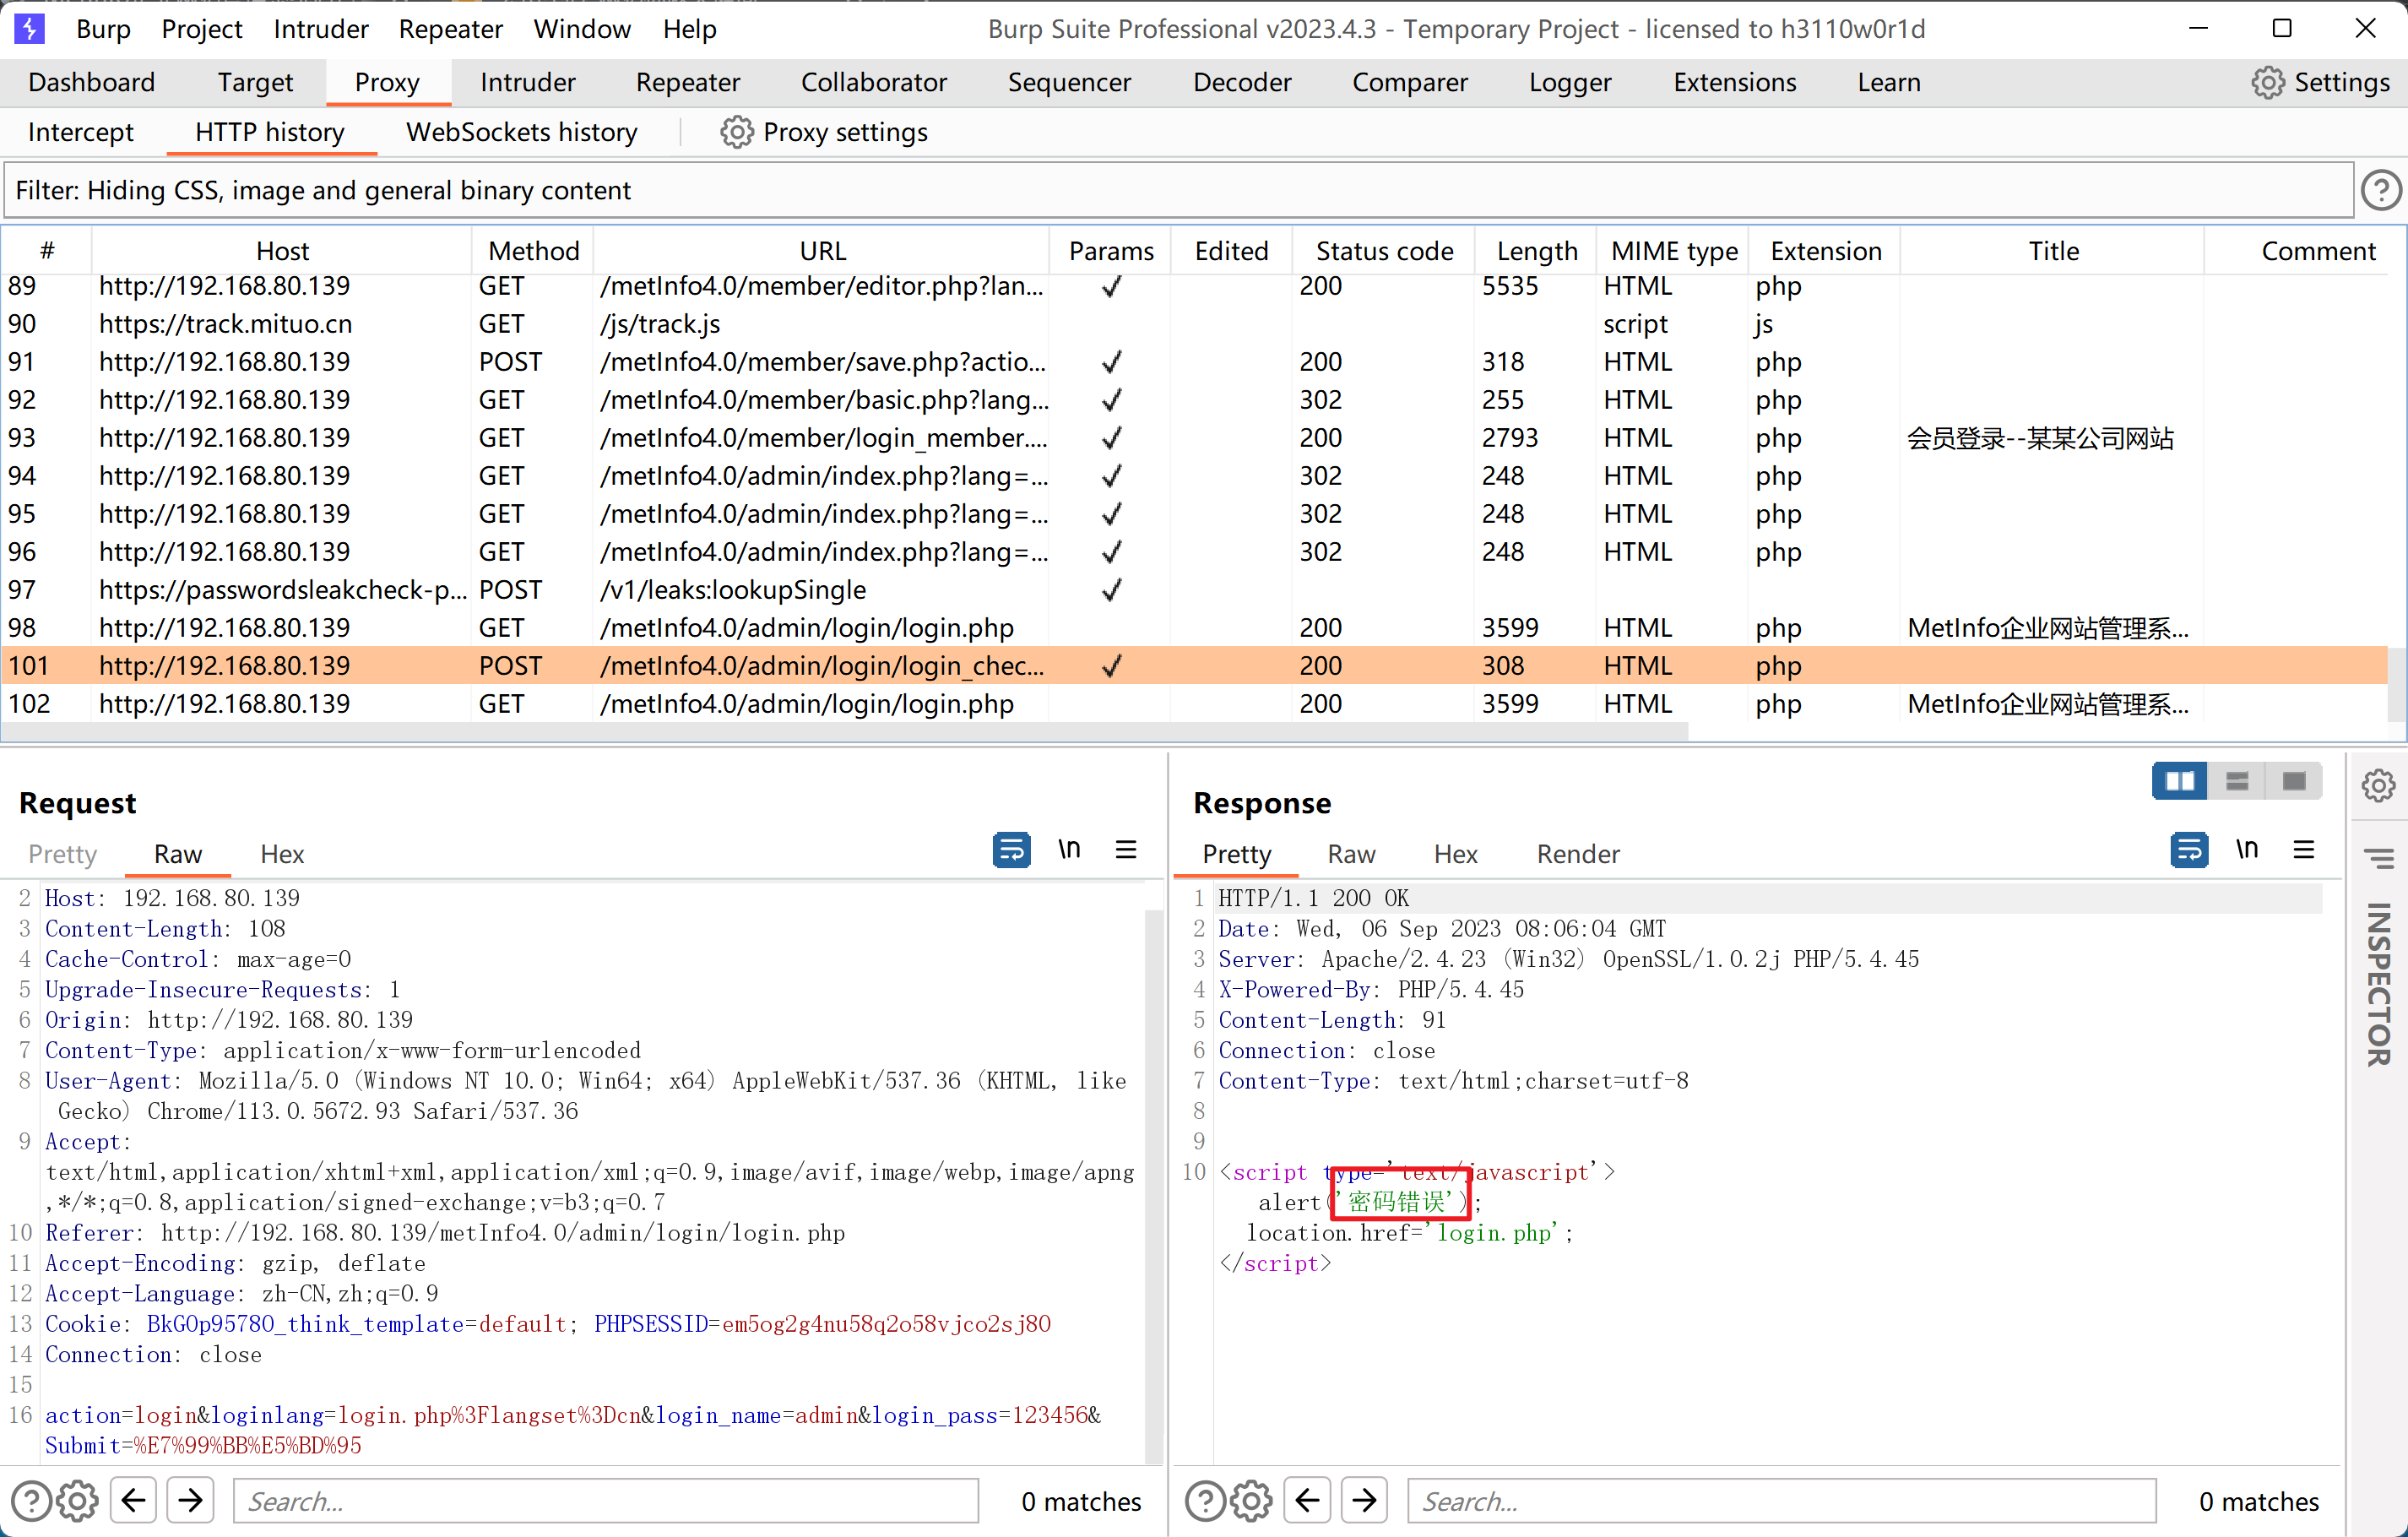 Burp Project Intruder Repeater Window Help Burp Suite Professional v2023.4.3 - Temporary Project - licensed to h3110w0r1d
Dashboard Target Proxy Intruder Repeater Collaborator Sequencer Decoder Comparer Logger Extensions Learn Settings
Intercept HTTP history WebSockets history Proxy settings
Filter: Hiding CSS, image and general binary content
# Host Method URL Params Edited Status code Length MIME type Extension Title Comment
89 http://192.168.80.139 GET /metInfo4.0/member/editor.php?lan... ✓ 200 5535 HTML php
90 https://track.mituo.cn GET /js/track.js script js
91 http://192.168.80.139 POST /metInfo4.0/member/save.php?actio... ✓ 200 318 HTML php
92 http://192.168.80.139 GET /metInfo4.0/member/basic.php?lang... ✓ 302 255 HTML php
93 http://192.168.80.139 GET /metInfo4.0/member/login_member.... ✓ 200 2793 HTML php 会员登录--某某公司网站
94 http://192.168.80.139 GET /metInfo4.0/admin/index.php?lang=... ✓ 302 248 HTML php
95 http://192.168.80.139 GET /metInfo4.0/admin/index.php?lang=... ✓ 302 248 HTML php
96 http://192.168.80.139 GET /metInfo4.0/admin/index.php?lang=... ✓ 302 248 HTML php
97 https://passwordsleakcheck-p... POST /v1/leaks:lookupSingle ✓
98 http://192.168.80.139 GET /metInfo4.0/admin/login/login.php 200 3599 HTML php MetInfo企业网站管理系...
101 http://192.168.80.139 POST /metInfo4.0/admin/login/login_chec... ✓ 200 308 HTML php
102 http://192.168.80.139 GET /metInfo4.0/admin/login/login.php 200 3599 HTML php MetInfo企业网站管理系...
Request
Pretty Raw Hex \n
2 Host: 192.168.80.139
3 Content-Length: 108
4 Cache-Control: max-age=0
5 Upgrade-Insecure-Requests: 1
6 Origin: http://192.168.80.139
7 Content-Type: application/x-www-form-urlencoded
8 User-Agent: Mozilla/5.0 (Windows NT 10.0; Win64; x64) AppleWebKit/537.36 (KHTML, like
Gecko) Chrome/113.0.5672.93 Safari/537.36
9 Accept:
text/html,application/xhtml+xml,application/xml;q=0.9,image/avif,image/webp,image/apng
,*/*;q=0.8,application/signed-exchange;v=b3;q=0.7
10 Referer: http://192.168.80.139/metInfo4.0/admin/login/login.php
11 Accept-Encoding: gzip, deflate
12 Accept-Language: zh-CN,zh;q=0.9
13 Cookie: BkGOp95780_think_template=default; PHPSESSID=em5og2g4nu58q2o58vjco2sj80
14 Connection: close
15
16 action=login&loginlang=login.php%3Flangset%3Dcn&login_name=admin&login_pass=123456&
Submit=%E7%99%BB%E5%BD%95
Search... 0 matches
Response
Pretty Raw Hex Render \n
1 HTTP/1.1 200 OK
2 Date: Wed, 06 Sep 2023 08:06:04 GMT
3 Server: Apache/2.4.23 (Win32) OpenSSL/1.0.2j PHP/5.4.45
4 X-Powered-By: PHP/5.4.45
5 Content-Length: 91
6 Connection: close
7 Content-Type: text/html;charset=utf-8
8
9
10 <script type='text/javascript'>
alert('密码错误');
location.href='login.php';
</script>
Search... 0 matches
INSPECTOR